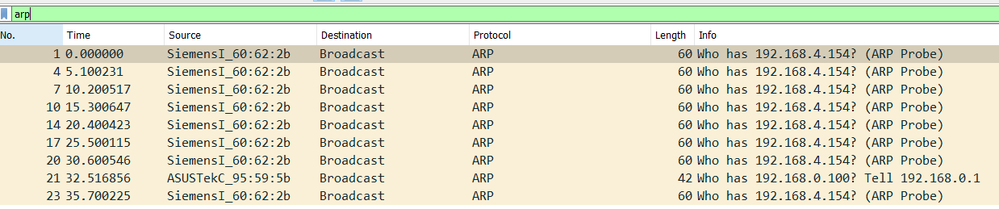 arp
No. Time Source Destination Protocol Length Info
1 0.000000 SiemensI_60:62:2b Broadcast ARP 60 Who has 192.168.4.154? (ARP Probe)
4 5.100231 SiemensI_60:62:2b Broadcast ARP 60 Who has 192.168.4.154? (ARP Probe)
7 10.200517 SiemensI_60:62:2b Broadcast ARP 60 Who has 192.168.4.154? (ARP Probe)
10 15.300647 SiemensI_60:62:2b Broadcast ARP 60 Who has 192.168.4.154? (ARP Probe)
14 20.400423 SiemensI_60:62:2b Broadcast ARP 60 Who has 192.168.4.154? (ARP Probe)
17 25.500115 SiemensI_60:62:2b Broadcast ARP 60 Who has 192.168.4.154? (ARP Probe)
20 30.600546 SiemensI_60:62:2b Broadcast ARP 60 Who has 192.168.4.154? (ARP Probe)
21 32.516856 ASUSTekC_95:59:5b Broadcast ARP 42 Who has 192.168.0.100? Tell 192.168.0.1
23 35.700225 SiemensI_60:62:2b Broadcast ARP 60 Who has 192.168.4.154? (ARP Probe)